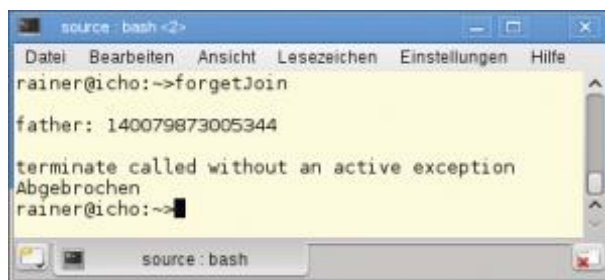 source : bash <2>
Datei Bearbeiten Ansicht Lesezeichen Einstellungen Hilfe
rainer@icho:~>forgetJoin
father: 140079873005344
terminate called without an active exception
Abgebrochen
rainer@icho:~>
source : bash